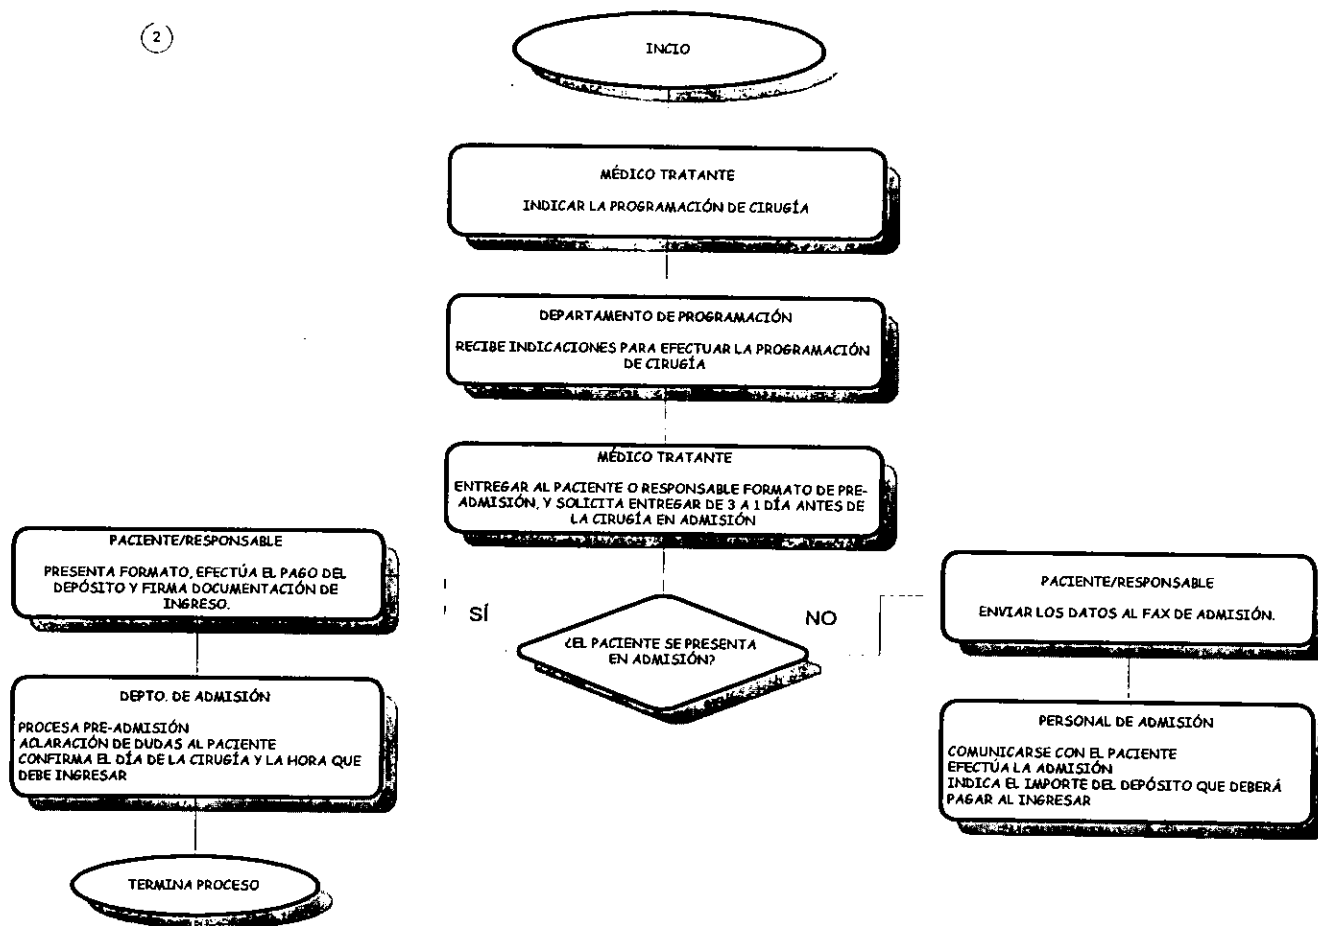 2
INCIO
MÉDICO TRATANTE
INDICAR LA PROGRAMACIÓN DE CIRUGÍA
DEPARTAMENTO DE PROGRAMACIÓN
RECIBE INDICACIONES PARA EFECTUAR LA PROGRAMACIÓN
DE CIRUGÍA
MÉDICO TRATANTE
ENTREGAR AL PACIENTE O RESPONSABLE FORMATO DE PRE-
ADMISIÓN, Y SOLICITA ENTREGAR DE 3 A 1 DÍA ANTES DE
LA CIRUGÍA EN ADMISIÓN
¿EL PACIENTE SE PRESENTA
EN ADMISIÓN?
SÍ
NO
PACIENTE/RESPONSABLE
PRESENTA FORMATO, EFECTÚA EL PAGO DEL
DEPÓSITO Y FIRMA DOCUMENTACIÓN DE
INGRESO.
DEPTO. DE ADMISIÓN
PROCESA PRE-ADMISIÓN
ACLARACIÓN DE DUDAS AL PACIENTE
CONFIRMA EL DÍA DE LA CIRUGÍA Y LA HORA QUE
DEBE INGRESAR
TERMINA PROCESO
PACIENTE/RESPONSABLE
ENVIAR LOS DATOS AL FAX DE ADMISIÓN.
PERSONAL DE ADMISIÓN
COMUNICARSE CON EL PACIENTE
EFECTÚA LA ADMISIÓN
INDICA EL IMPORTE DEL DEPÓSITO QUE DEBERÁ
PAGAR AL INGRESAR